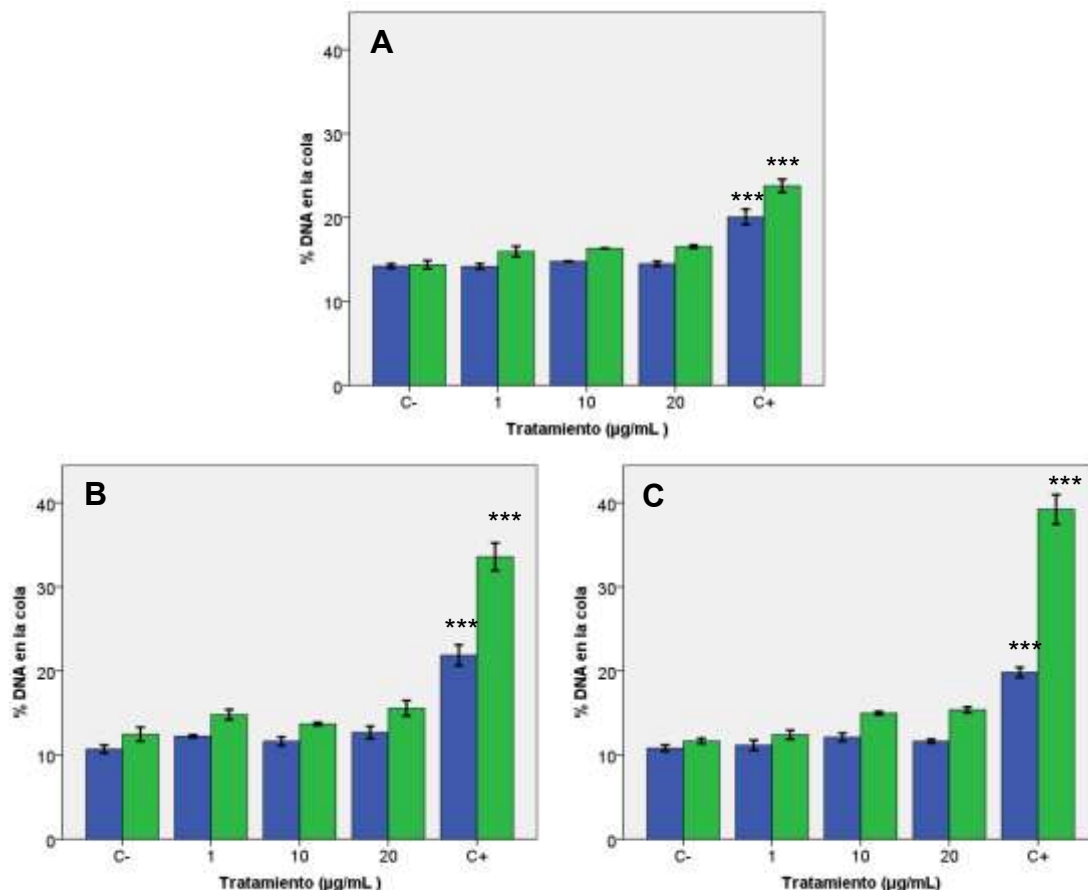 A
40
30
20
10
0
% DNA en la cola
***
***
C- 1 10 20 C+
Tratamiento (µg/mL )
B
40
30
20
10
0
% DNA en la cola
***
***
C- 1 10 20 C+
Tratamiento (µg/mL )
C
40
30
20
10
0
% DNA en la cola
***
***
C- 1 10 20 C+
Tratamiento (µg/mL)